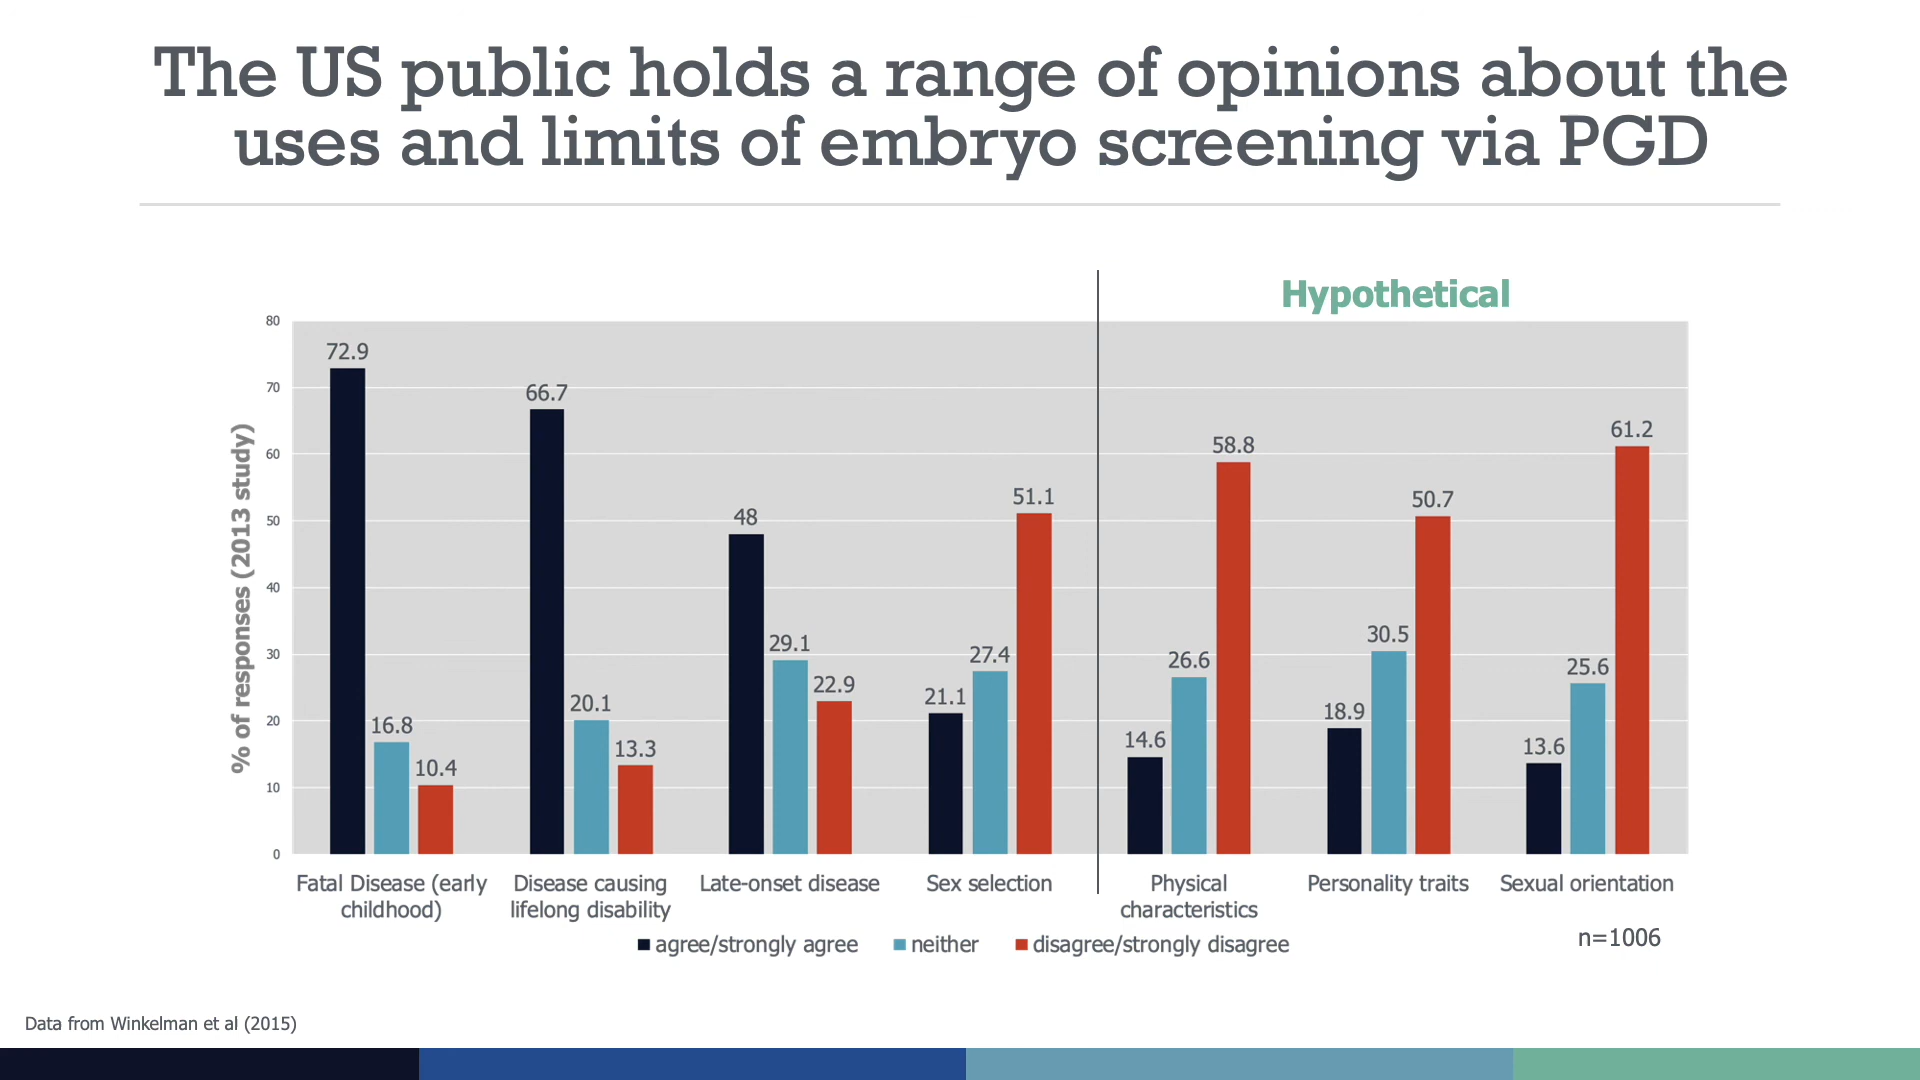 The US public holds a range of opinions about the
uses and limits of embryo screening via PGD
Hypothetical
% of responses (2013 study)
80
70
60
50
40
30
20
10
0
72.9
16.8
10.4
66.7
20.1
13.3
48
29.1
22.9
21.1
27.4
51.1
14.6
26.6
58.8
18.9
30.5
50.7
13.6
25.6
61.2
Fatal Disease (early
childhood)
Disease causing
lifelong disability
Late-onset disease
Sex selection
Physical
characteristics
Personality traits
Sexual orientation
agree/strongly agree
neither
disagree/strongly disagree
n=1006
Data from Winkelman et al (2015)